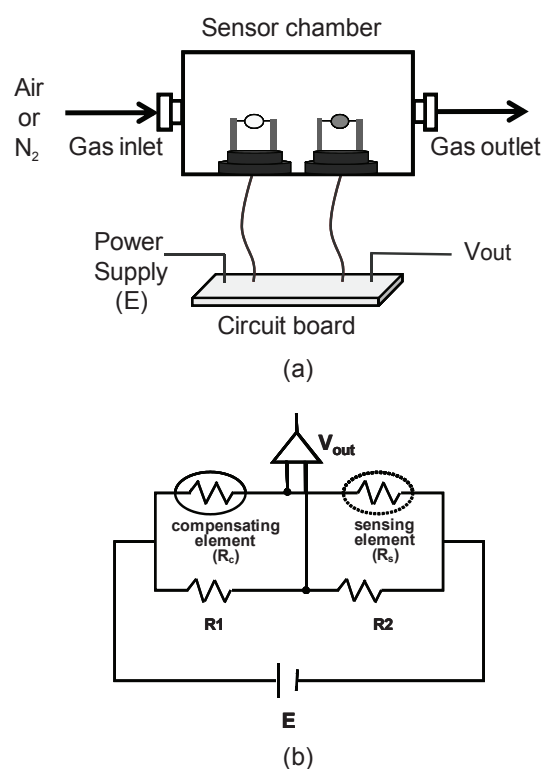 Sensor chamber
Air
or
N₂
Gas inlet
Gas outlet
Power
Supply
(E)
Vout
Circuit board
(a)
Vout
compensating
element
(Rc)
sensing
element
(Rs)
R1
R2
E
(b)